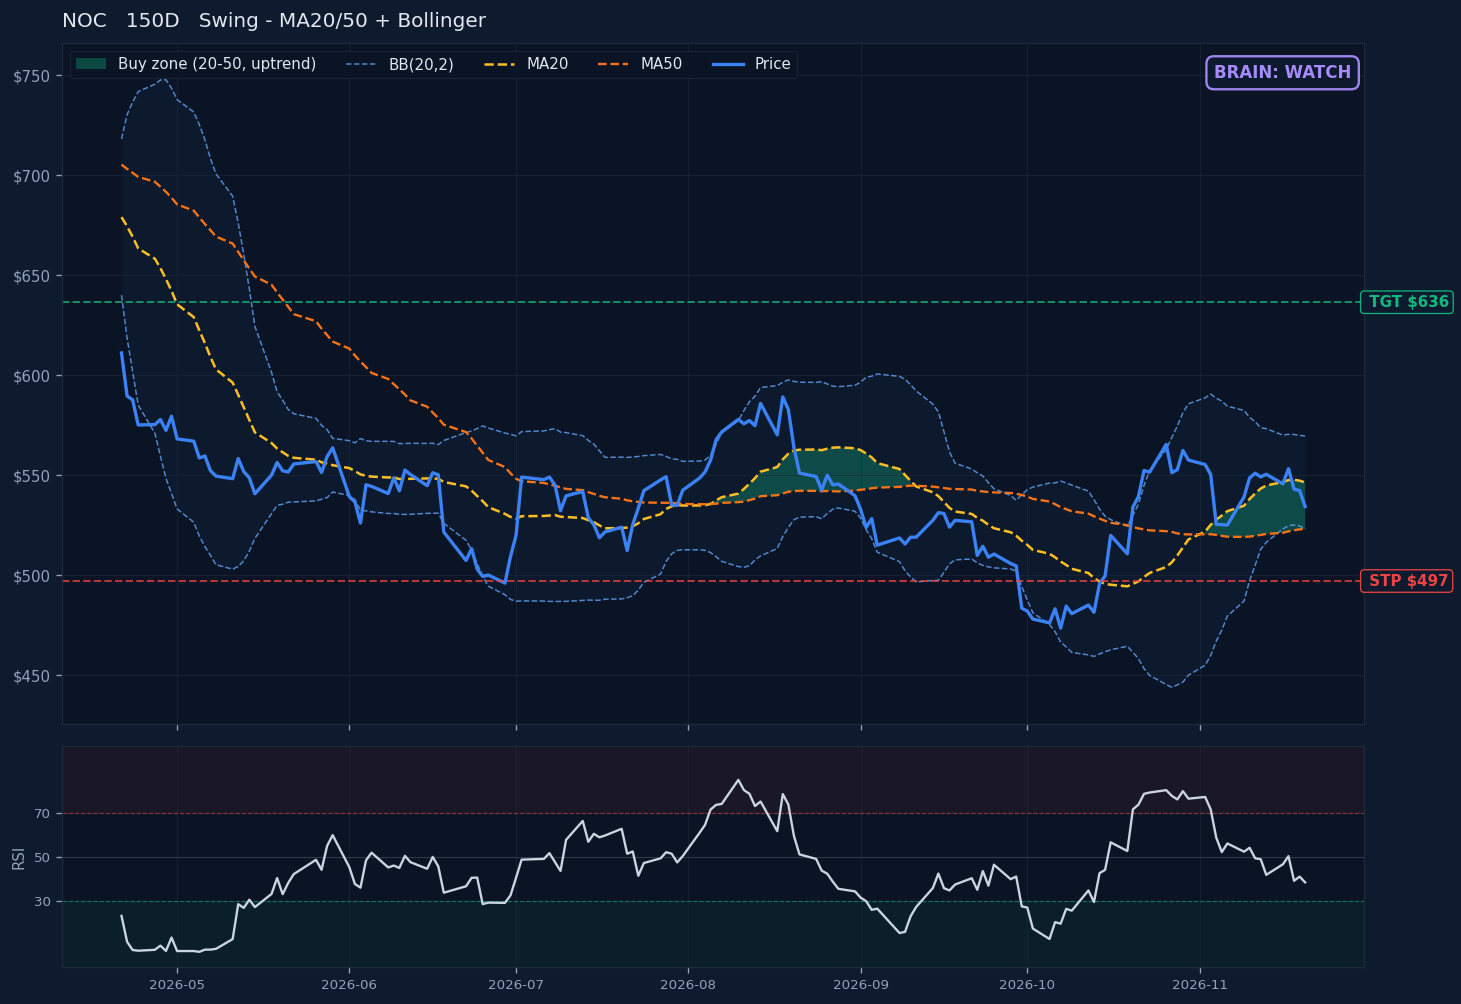 NOC   150D   Swing - MA20/50 + Bollinger
Buy zone (20-50, uptrend)   BB(20,2)   MA20   MA50   Price
BRAIN: WATCH
$750
$700
$650
TGT $636
$600
$550
$500
STP $497
$450
70
50
30
RSI
2026-05   2026-06   2026-07   2026-08   2026-09   2026-10   2026-11